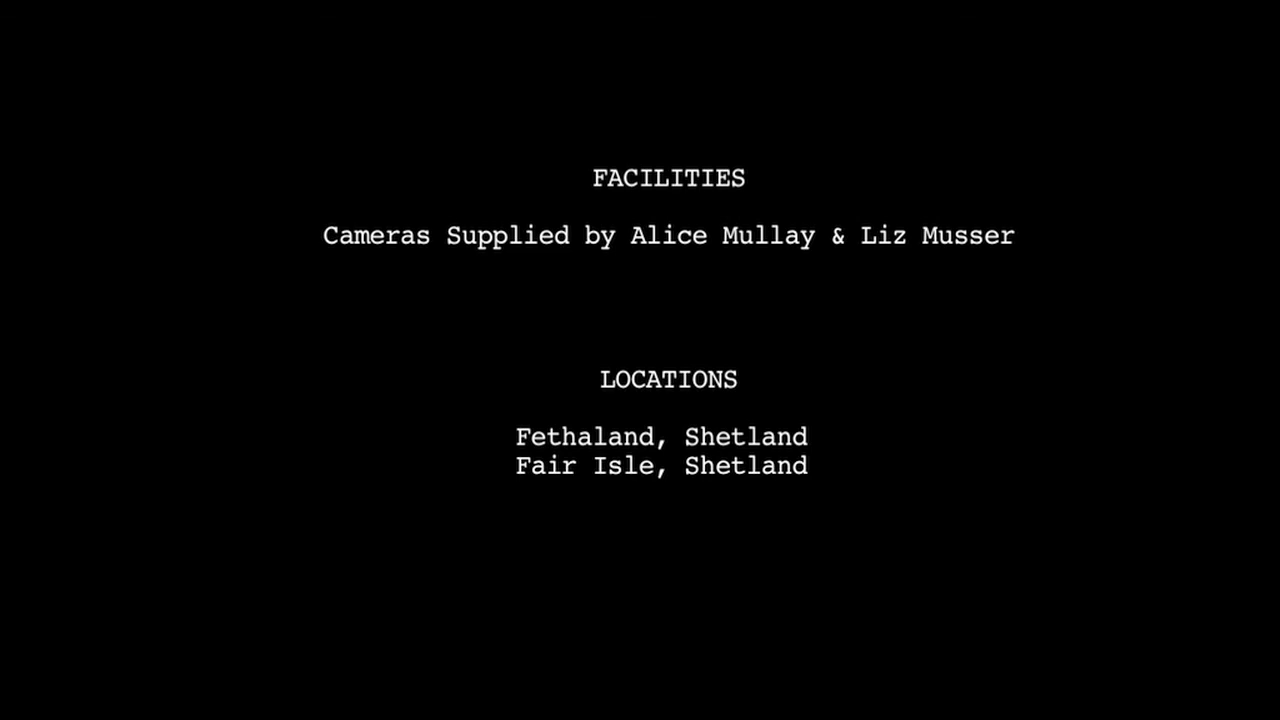 FACILITIES
Cameras Supplied by Alice Mullay & Liz Musser
LOCATIONS
Fethaland, Shetland
Fair Isle, Shetland